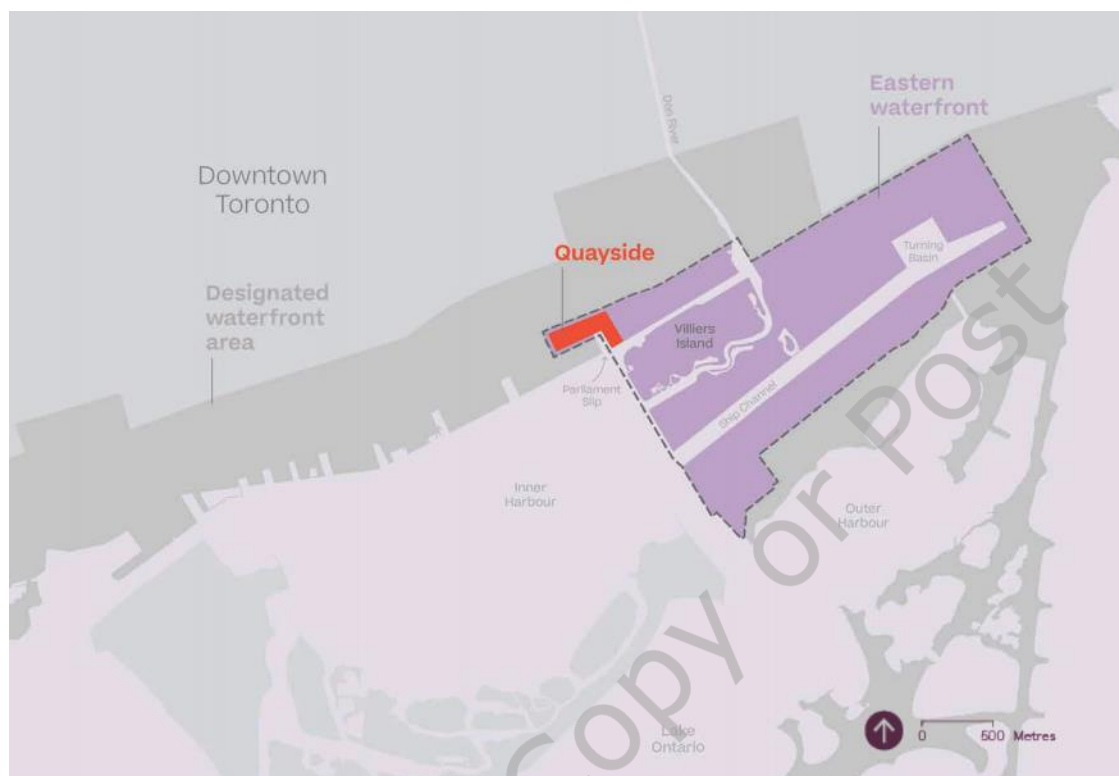 Eastern
waterfront
Don River
Downtown
Toronto
Quayside
Turning
Basin
Designated
waterfront
area
Villiers
Island
Parliament
Slip
Ship Channel
Inner
Harbour
Outer
Harbour
Lake
Ontario
0 500 Metres
Copy or Post